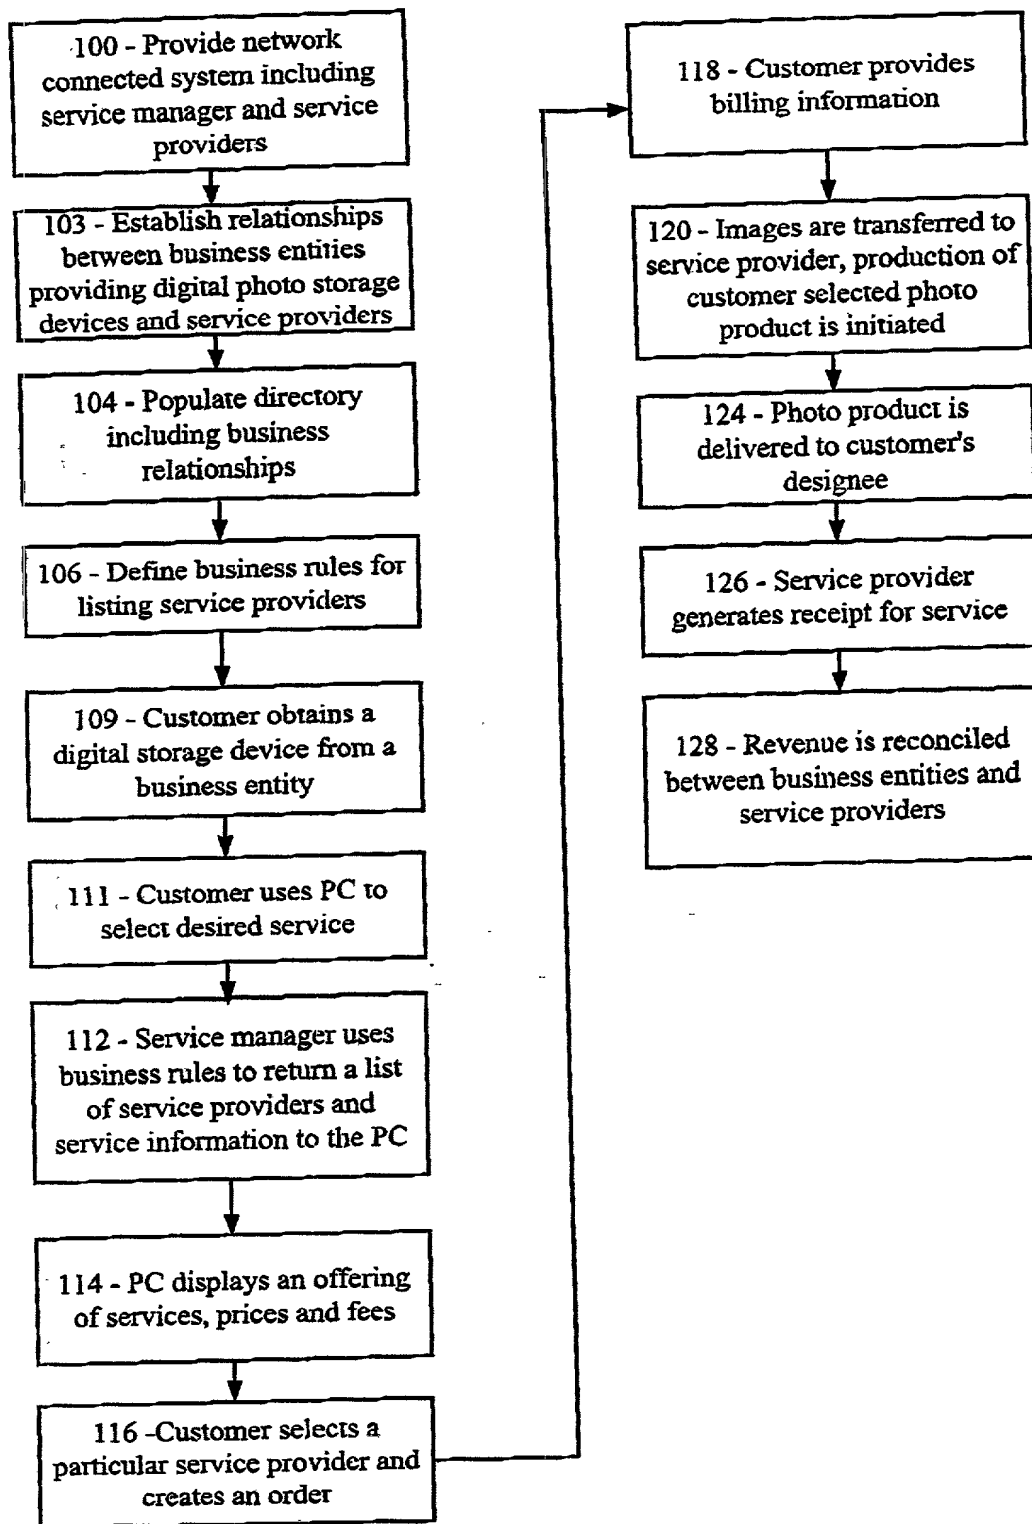 100 - Provide network
connected system including
service manager and service
providers
103 - Establish relationships
between business entities
providing digital photo storage
devices and service providers
104 - Populate directory
including business
relationships
106 - Define business rules for
listing service providers
109 - Customer obtains a
digital storage device from a
business entity
111 - Customer uses PC to
select desired service
112 - Service manager uses
business rules to return a list
of service providers and
service information to the PC
114 - PC displays an offering
of services, prices and fees
116 -Customer selects a
particular service provider and
creates an order
118 - Customer provides
billing information
120 - Images are transferred to
service provider, production of
customer selected photo
product is initiated
124 - Photo product is
delivered to customer's
designee
126 - Service provider
generates receipt for service
128 - Revenue is reconciled
between business entities and
service providers